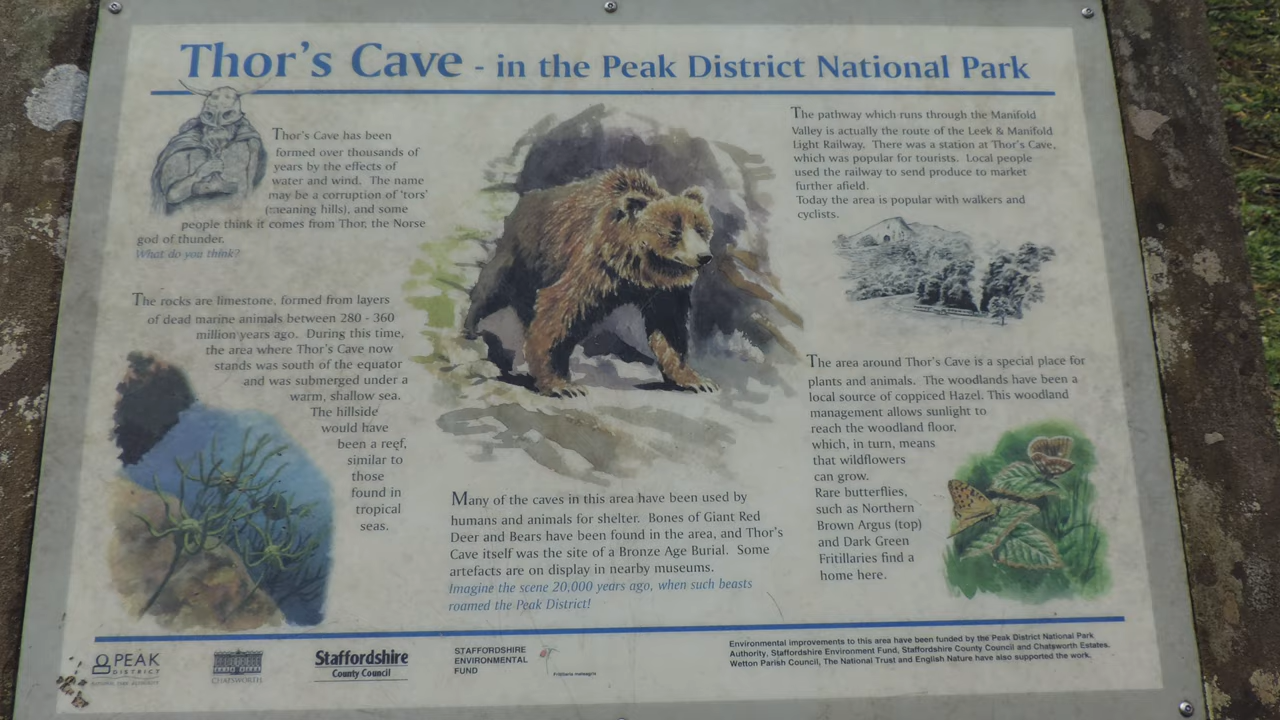 Thor's Cave - in the Peak District National Park
Thor's Cave has been
formed over thousands of
years by the effects of
water and wind. The name
may be a corruption of 'tors'
(meaning hills), and some
people think it comes from Thor, the Norse
god of thunder.
What do you think?
The rocks are limestone, formed from layers
of dead marine animals between 280 - 360
million years ago. During this time,
the area where Thor's Cave now
stands was south of the equator
and was submerged under a
warm, shallow sea.
The hillside
would have
been a reef,
similar to
those
found in
tropical
seas.
Many of the caves in this area have been used by
humans and animals for shelter. Bones of Giant Red
Deer and Bears have been found in the area, and Thor's
Cave itself was the site of a Bronze Age Burial. Some
artefacts are on display in nearby museums.
Imagine the scene 20,000 years ago, when such beasts
roamed the Peak District!
The pathway which runs through the Manifold
Valley is actually the route of the Leek & Manifold
Light Railway. There was a station at Thor's Cave,
which was popular for tourists. Local people
used the railway to send produce to market
further afield.
Today the area is popular with walkers and
cyclists.
The area around Thor's Cave is a special place for
plants and animals. The woodlands have been a
local source of coppiced Hazel. This woodland
management allows sunlight to
reach the woodland floor,
which, in turn, means
that wildflowers
can grow.
Rare butterflies,
such as Northern
Brown Argus (top)
and Dark Green
Fritillaries find a
home here.
PEAK
DISTRICT
NATIONAL PARK AUTHORITY
CHATSWORTH
Staffordshire
County Council
STAFFORDSHIRE
ENVIRONMENTAL
FUND
Fritillaria meleagris
Environmental improvements to this area have been funded by the Peak District National Park
Authority, Staffordshire Environment Fund, Staffordshire County Council and Chatsworth Estates.
Wetton Parish Council, The National Trust and English Nature have also supported the work.